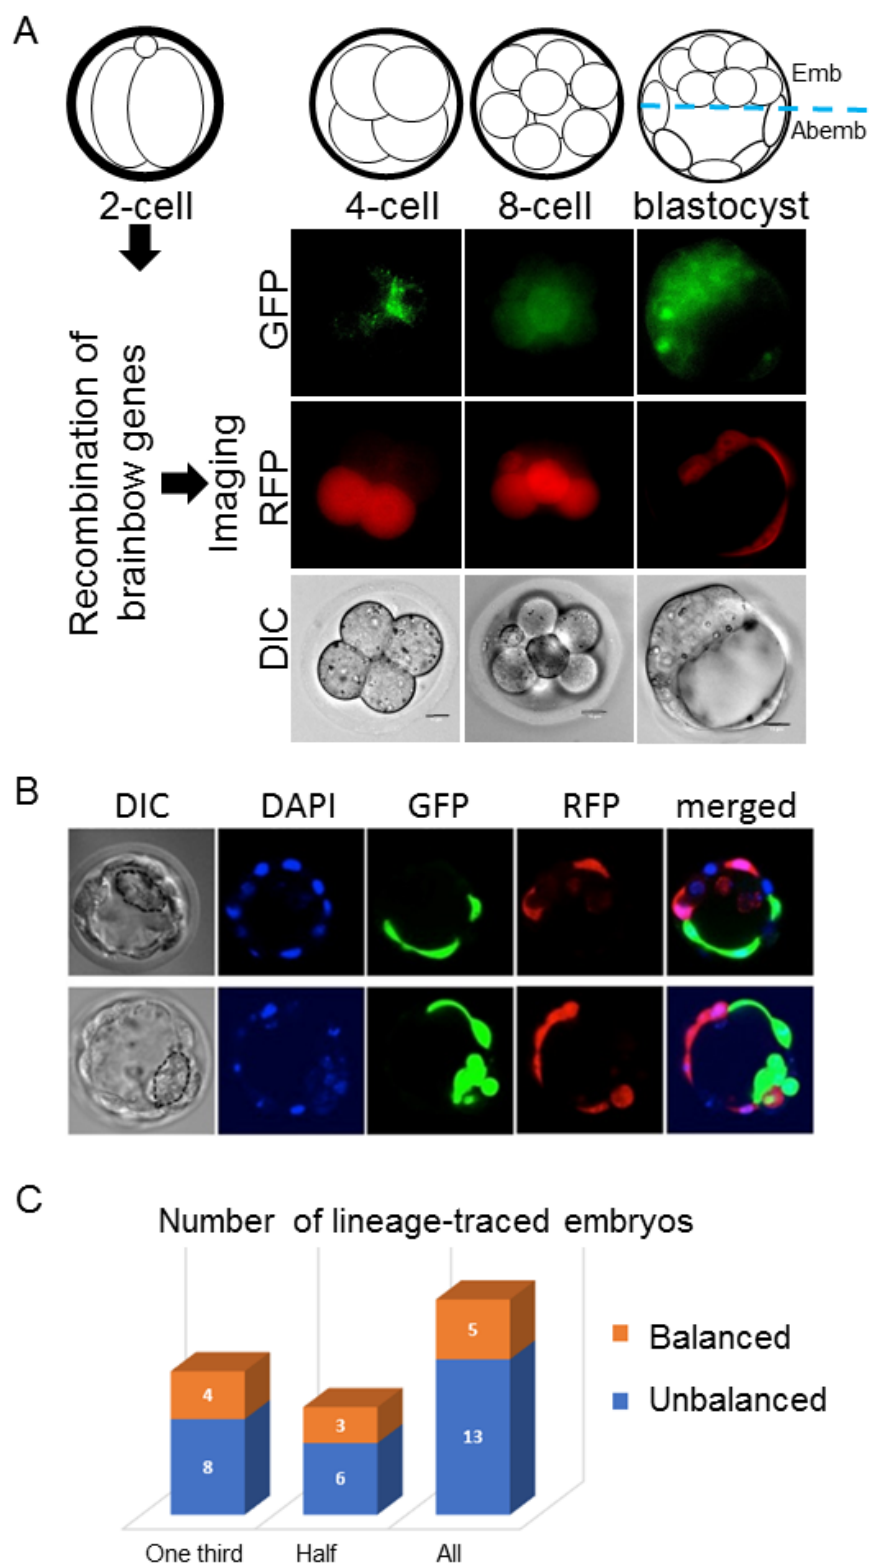 A
Emb
Abemb
2-cell
4-cell
8-cell
blastocyst
Recombination of
brainbow genes
Imaging
GFP
RFP
DIC
B
DIC
DAPI
GFP
RFP
merged
C
Number of lineage-traced embryos
4
8
3
6
5
13
Balanced
Unbalanced
One third
Half
All